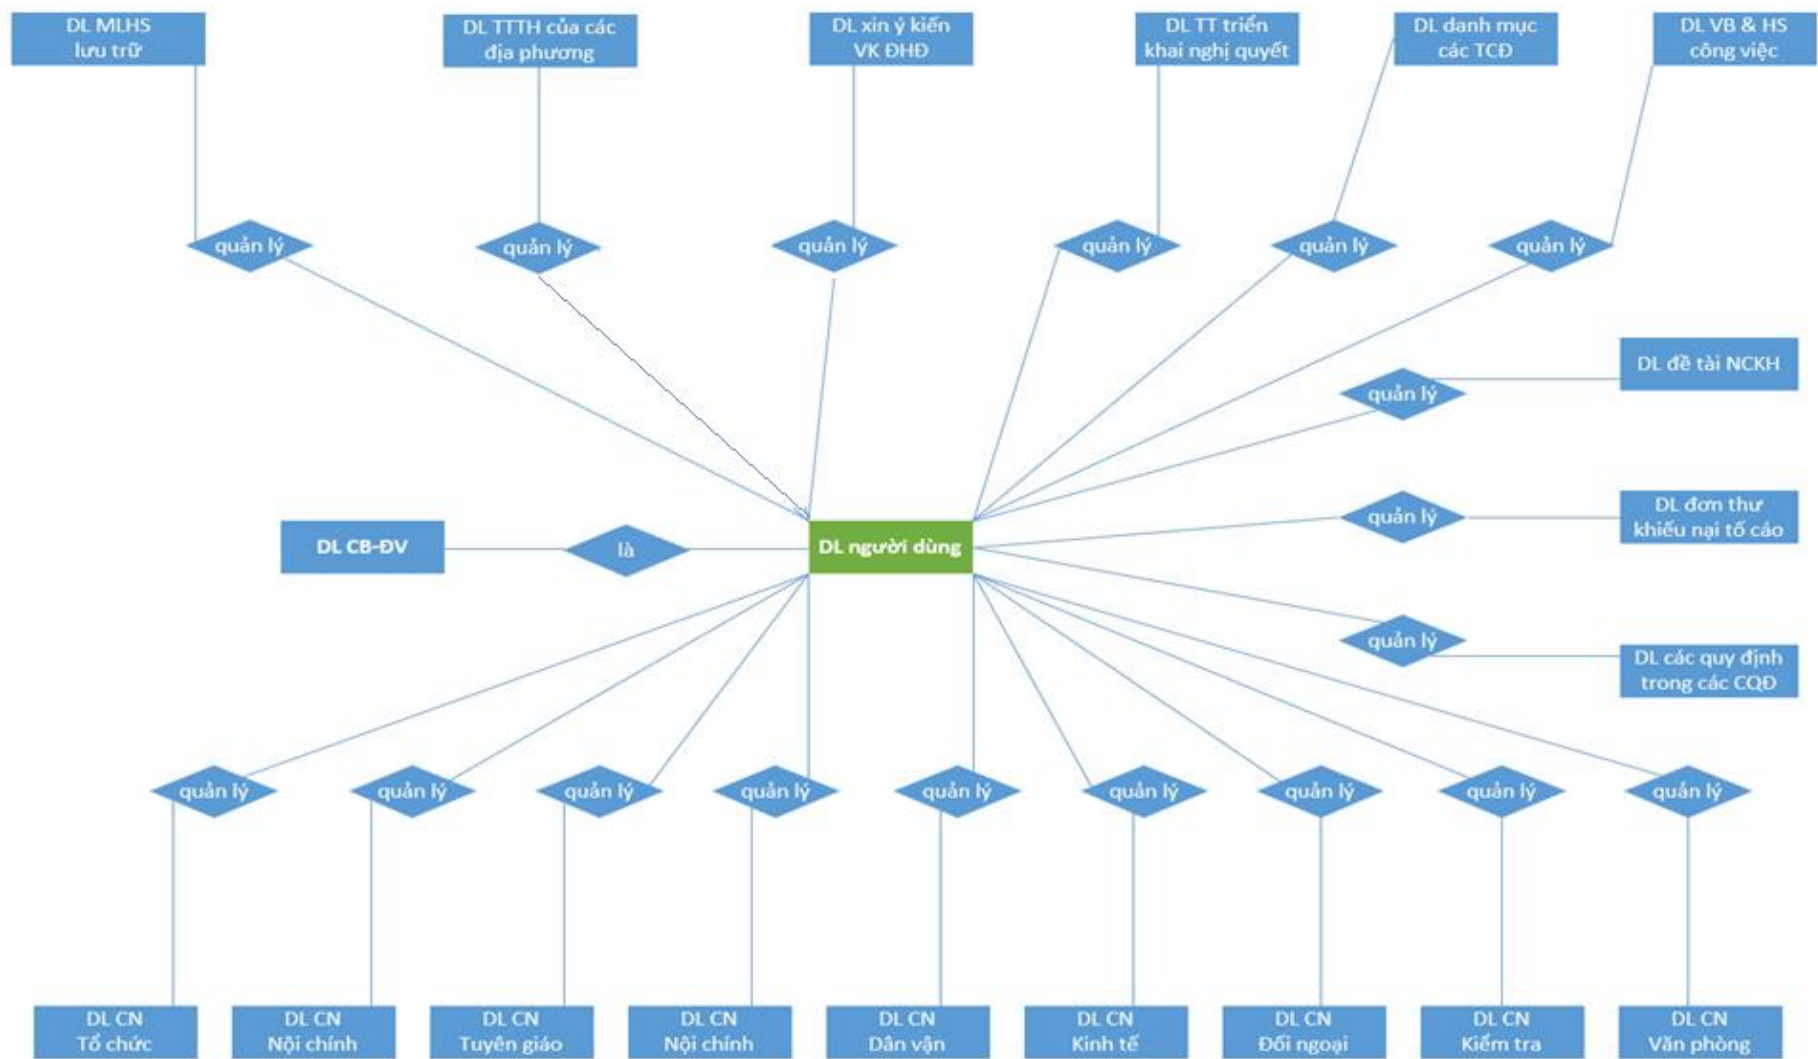 DL MLHS
lưu trữ
DL TTTH của các
địa phương
DL xin ý kiến
VK ĐHĐ
DL TT triển
khai nghị quyết
DL danh mục
các TCĐ
DL VB & HS
công việc
quản lý
quản lý
quản lý
quản lý
quản lý
quản lý
DL đề tài NCKH
quản lý
DL đơn thư
khiếu nại tố cáo
quản lý
DL CB-ĐV
là
DL người dùng
quản lý
DL các quy định
trong các CQĐ
quản lý
quản lý
quản lý
quản lý
quản lý
quản lý
quản lý
quản lý
quản lý
DL CN
Tổ chức
DL CN
Nội chính
DL CN
Tuyên giáo
DL CN
Nội chính
DL CN
Dân vận
DL CN
Kinh tế
DL CN
Đối ngoại
DL CN
Kiểm tra
DL CN
Văn phòng